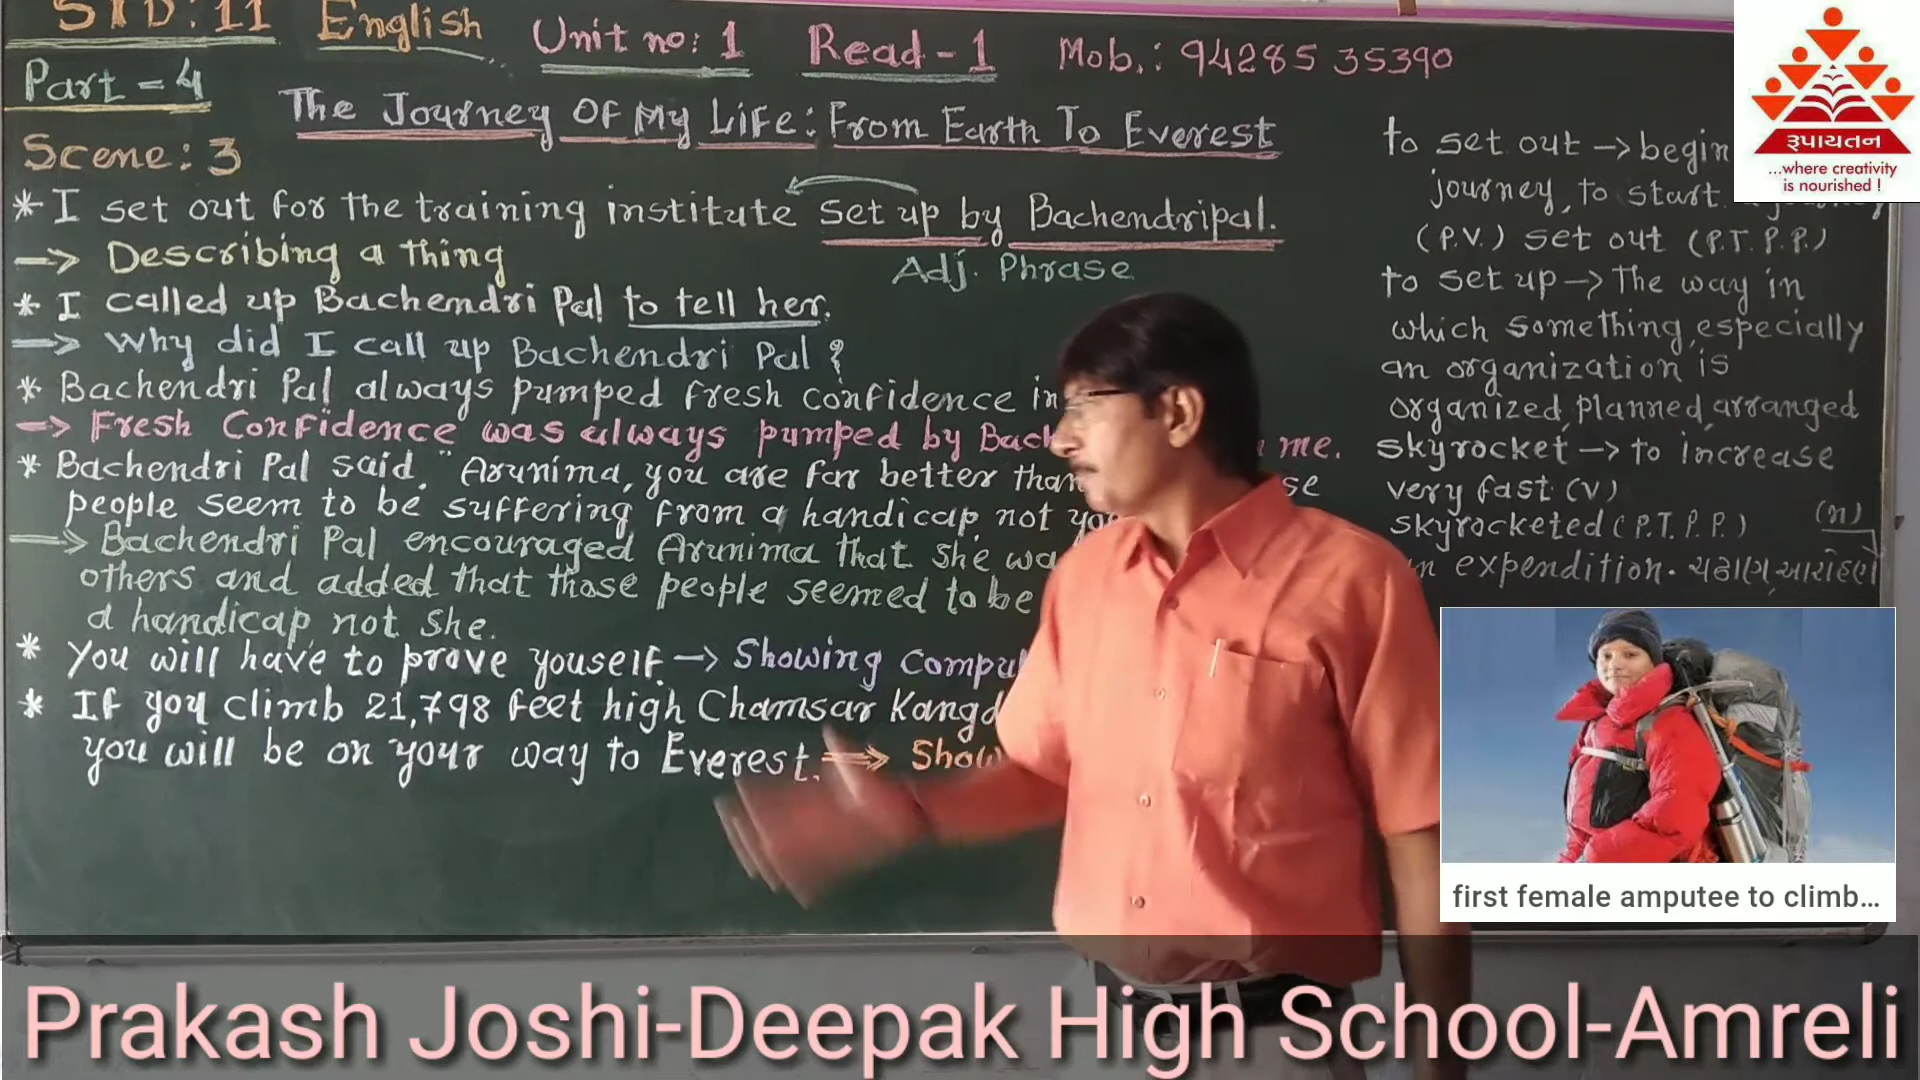 STD: 11 English Unit no: 1 Read - 1 Mob.: 94285 35390
Part - 4
The Journey Of My Life: From Earth To Everest
Scene: 3
* I set out for the training institute set up by Bachendripal.
Adj. Phrase
→ Describing a thing
* I called up Bachendri Pal to tell her.
→ Why did I call up Bachendri Pal ?
* Bachendri Pal always pumped fresh confidence in
→ Fresh Confidence was always pumped by Bach me.
* Bachendri Pal said, "Arunima, you are far better than se
people seem to be suffering from a handicap, not you
→ Bachendri Pal encouraged Arunima that she wa
others and added that those people seemed to be
a handicap, not she.
* You will have to prove youself. → Showing Compul
* If you climb 21,798 feet high Chamsar Kangd
you will be on your way to Everest. ⇒ Show
to set out → begin
journey, to start
(P.V.) set out (P.T. P.P.)
to set up → The way in
which something, especially
an organization is
organized, planned, arranged
skyrocket → to increase
very fast (V)
skyrocketed (P.T. P.P.) (n)
an expendition. ચઢાણ, આરોહણ
રૂપાયતન
...where creativity
is nourished !
first female amputee to climb...
Prakash Joshi-Deepak High School-Amreli